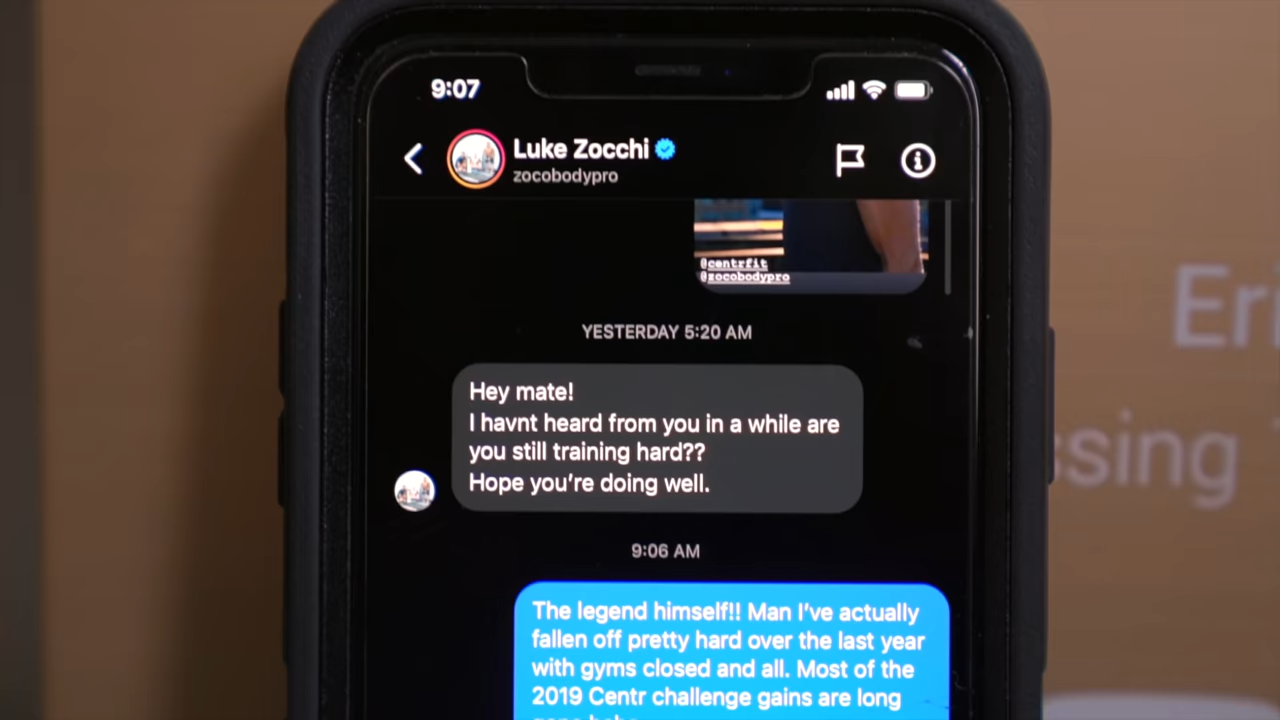 9:07
Luke Zocchi
zocobodypro
@centrfit
@zocobodypro
YESTERDAY 5:20 AM
Hey mate!
I havnt heard from you in a while are
you still training hard??
Hope you're doing well.
9:06 AM
The legend himself!! Man I've actually
fallen off pretty hard over the last year
with gyms closed and all. Most of the
2019 Centr challenge gains are long